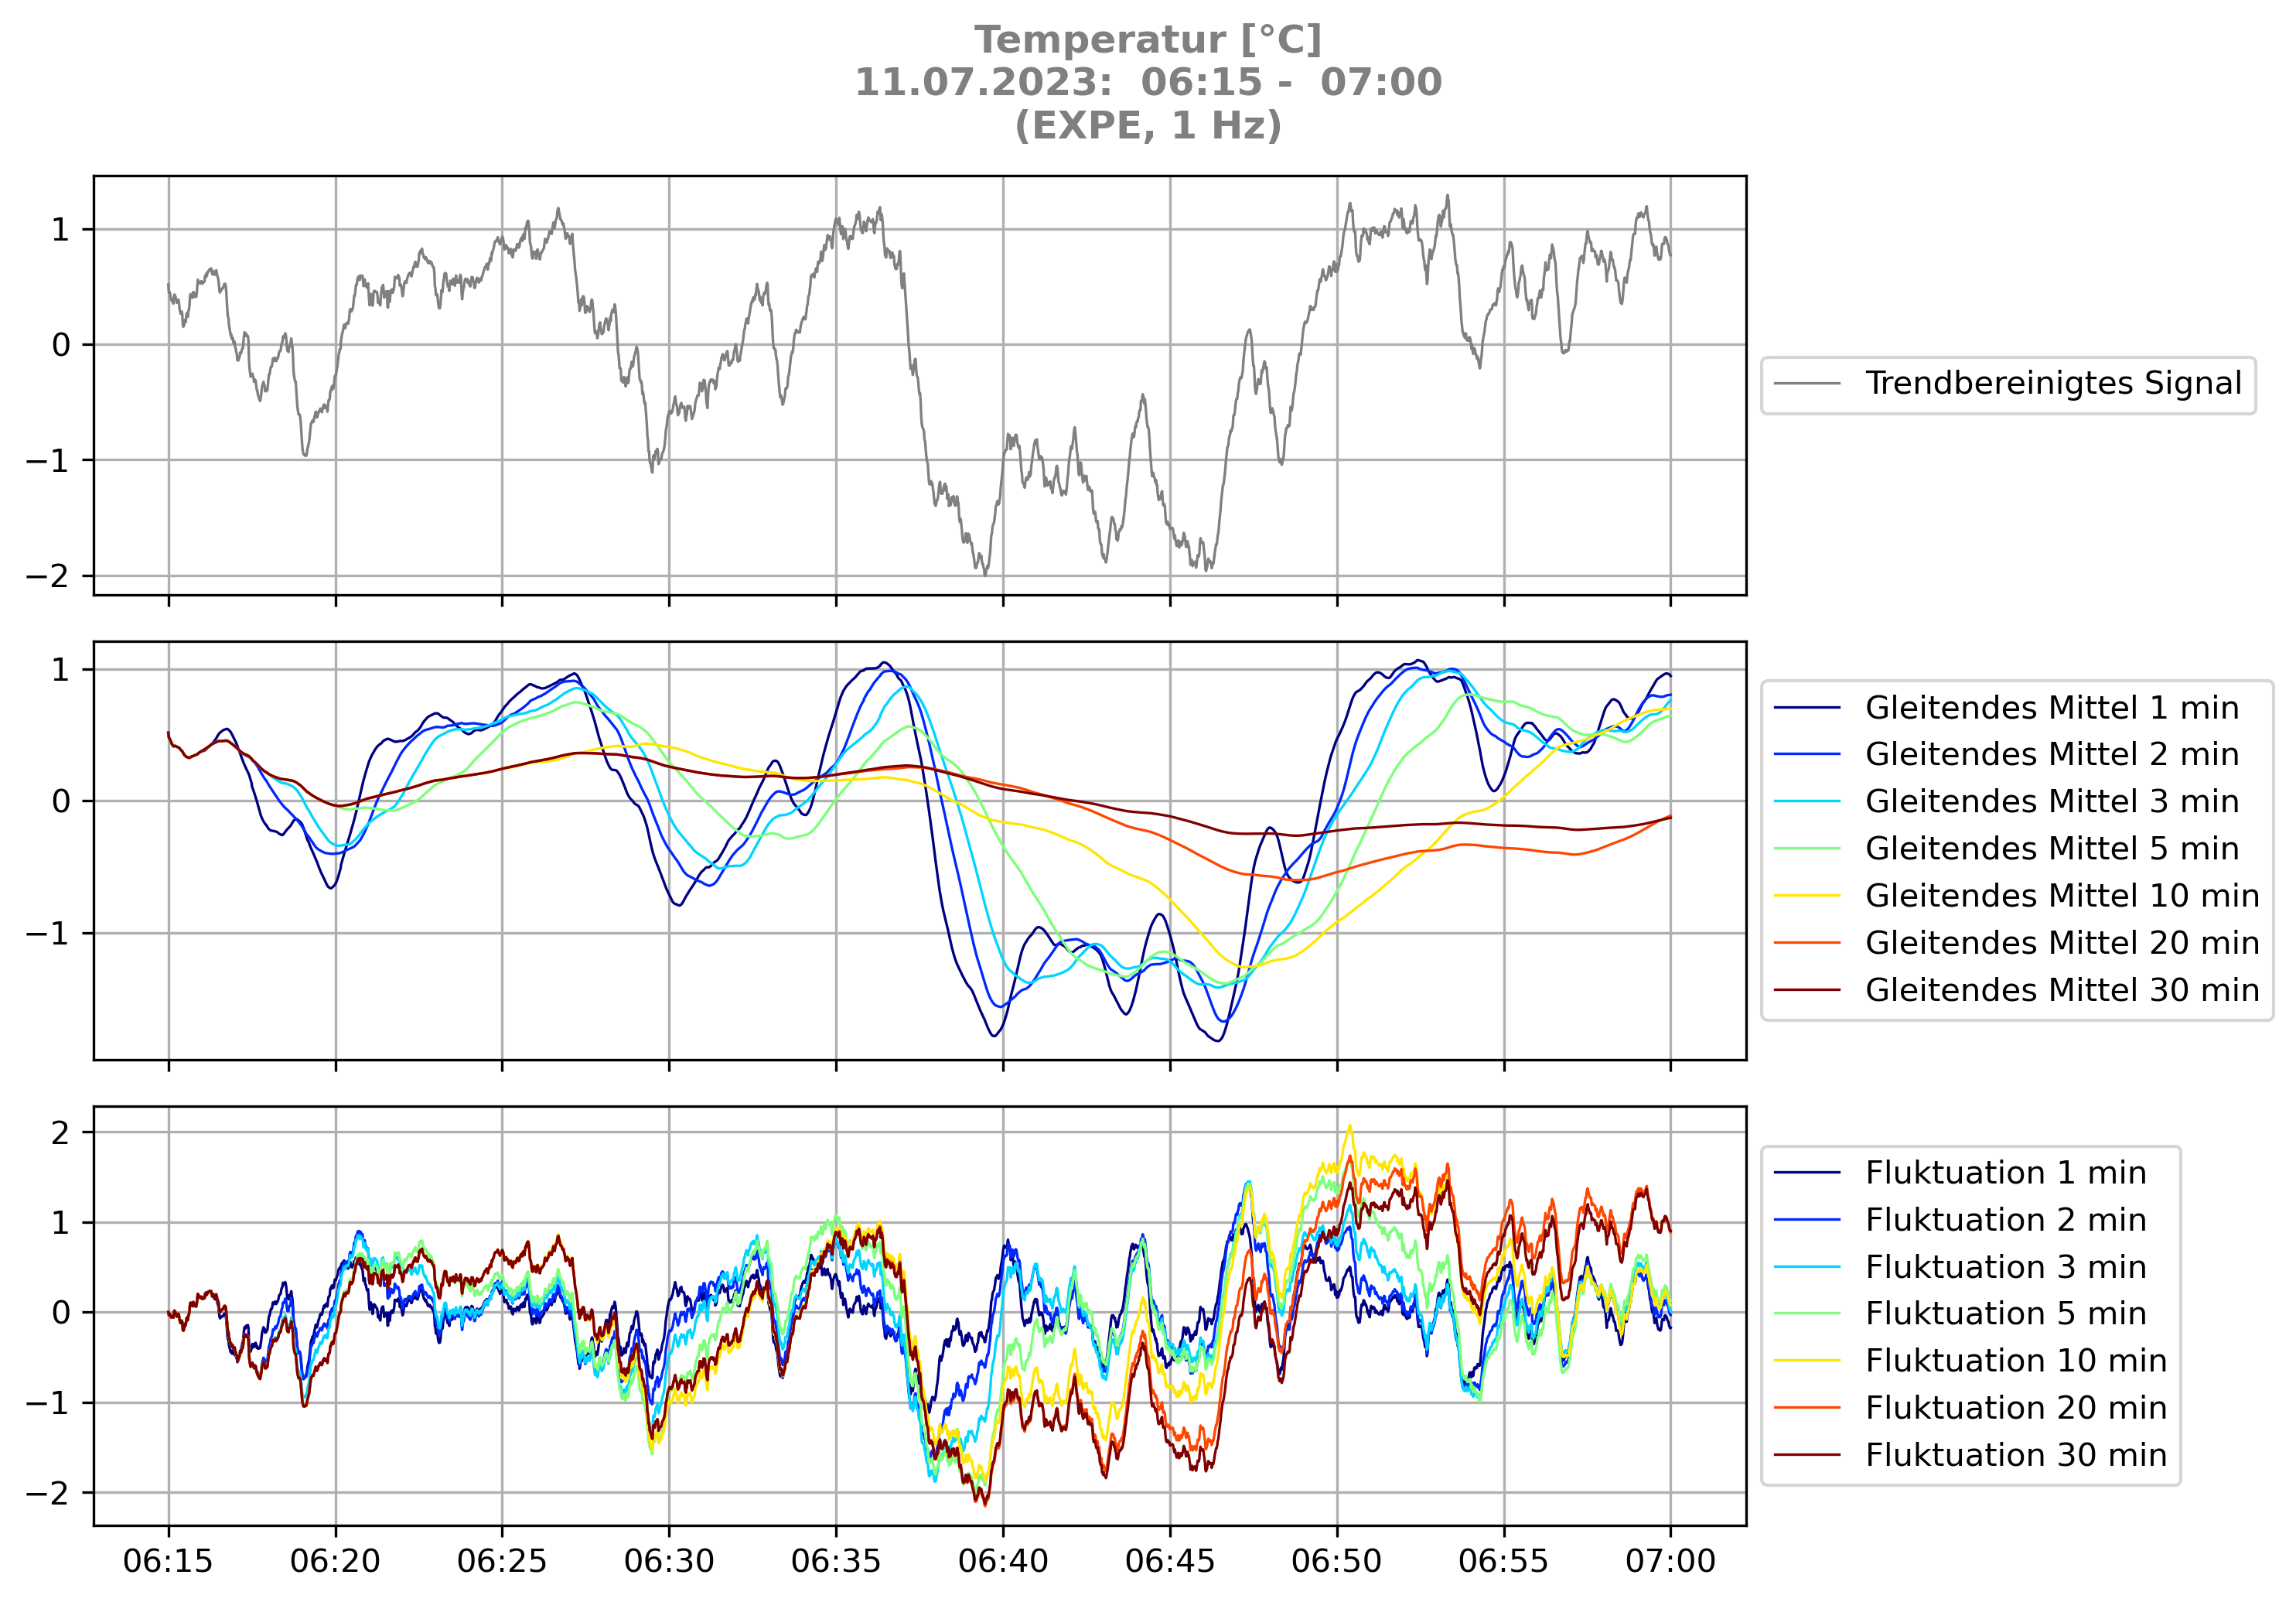 Temperatur [°C]
11.07.2023:  06:15 -  07:00
(EXPE, 1 Hz)
1
0
−1
−2
Trendbereinigtes Signal
1
0
−1
Gleitendes Mittel 1 min
Gleitendes Mittel 2 min
Gleitendes Mittel 3 min
Gleitendes Mittel 5 min
Gleitendes Mittel 10 min
Gleitendes Mittel 20 min
Gleitendes Mittel 30 min
2
1
0
−1
−2
Fluktuation 1 min
Fluktuation 2 min
Fluktuation 3 min
Fluktuation 5 min
Fluktuation 10 min
Fluktuation 20 min
Fluktuation 30 min
06:15 06:20 06:25 06:30 06:35 06:40 06:45 06:50 06:55 07:00